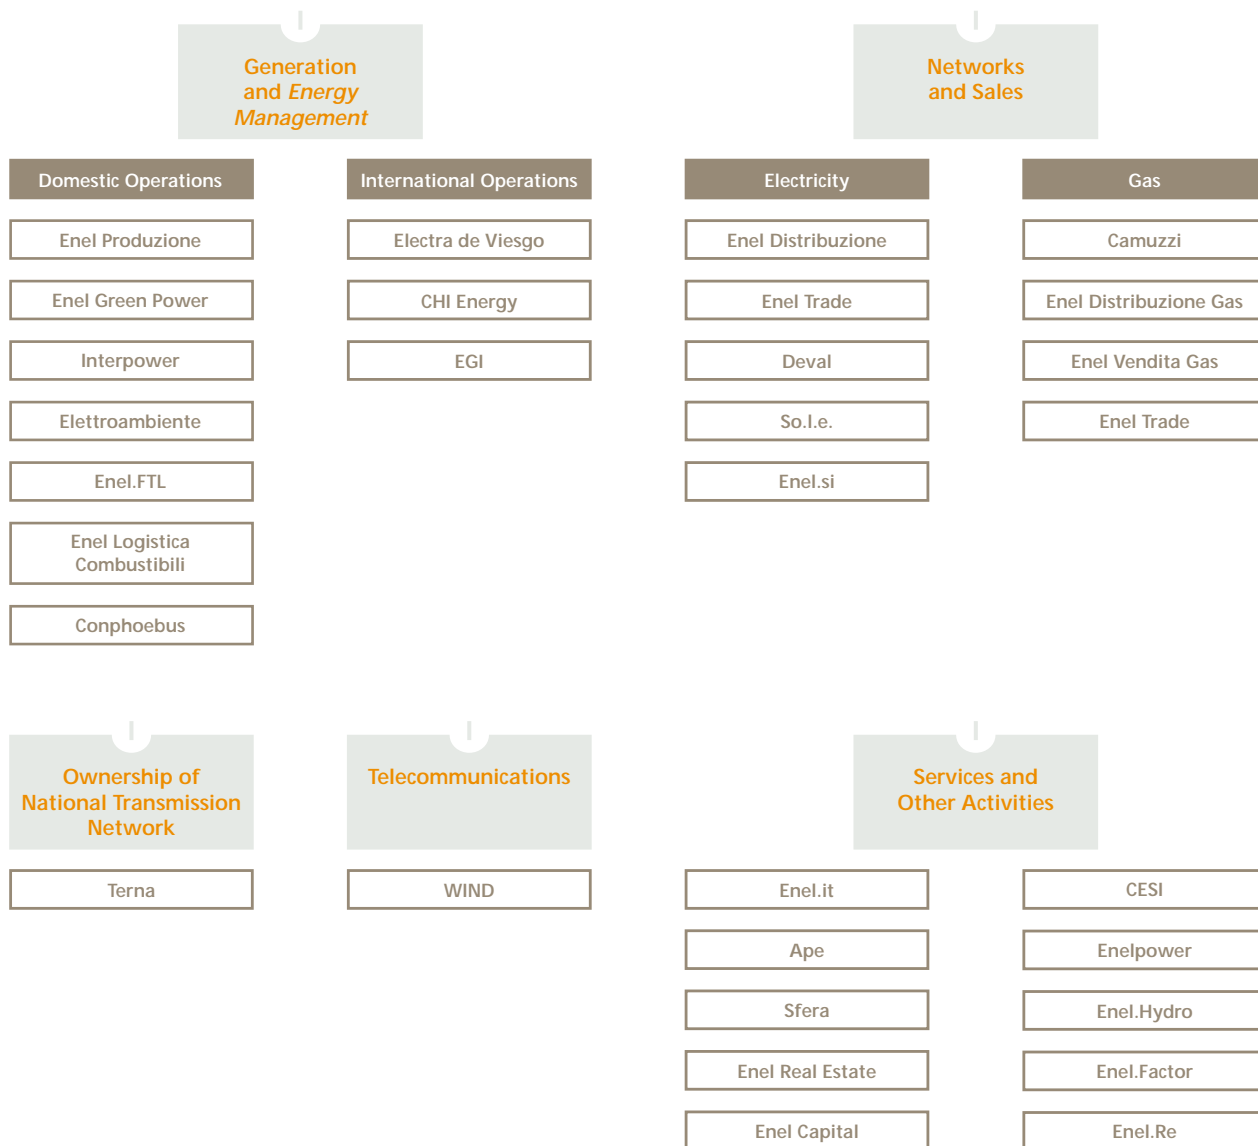 Generation
and Energy
Management
Domestic Operations
Enel Produzione
Enel Green Power
Interpower
Elettroambiente
Enel.FTL
Enel Logistica
Combustibili
Conphoebus
International Operations
Electra de Viesgo
CHI Energy
EGI
Networks
and Sales
Electricity
Enel Distribuzione
Enel Trade
Deval
So.l.e.
Enel.si
Gas
Camuzzi
Enel Distribuzione Gas
Enel Vendita Gas
Enel Trade
Ownership of
National Transmission
Network
Terna
Telecommunications
WIND
Services and
Other Activities
Enel.it
Ape
Sfera
Enel Real Estate
Enel Capital
CESI
Enelpower
Enel.Hydro
Enel.Factor
Enel.Re